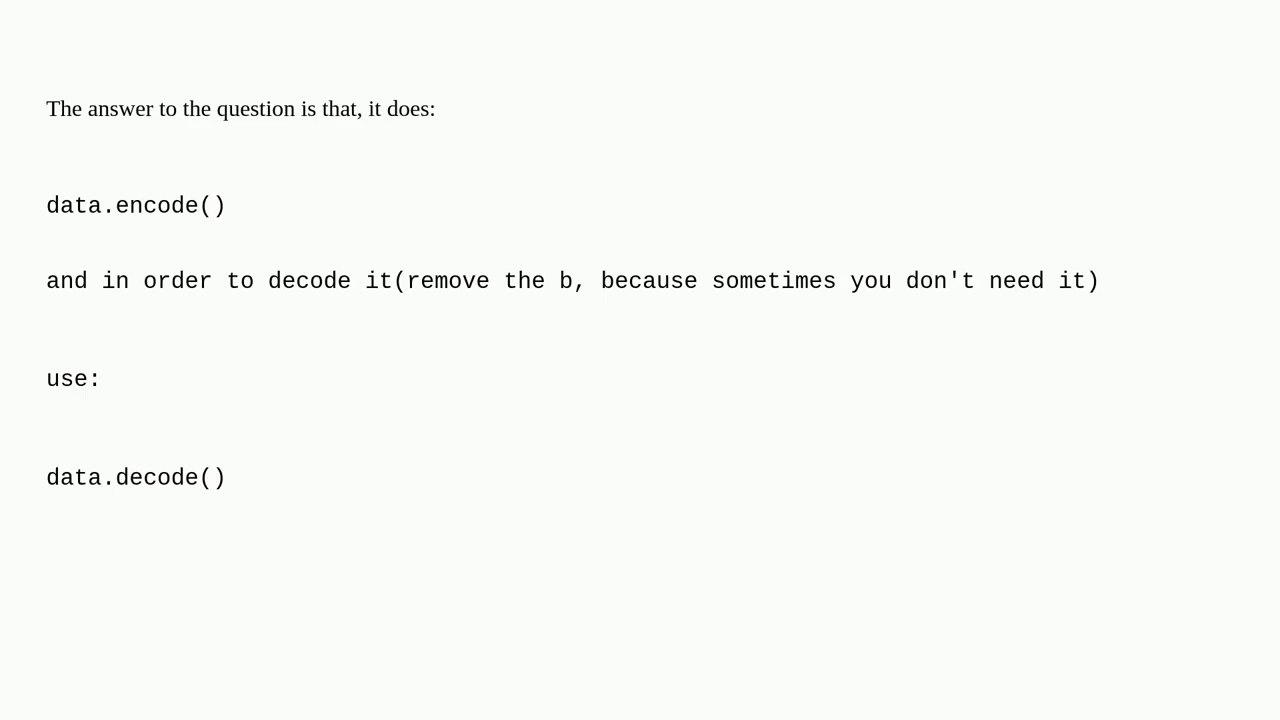 The answer to the question is that, it does:
data.encode()
and in order to decode it(remove the b, because sometimes you don't need it)
use:
data.decode()